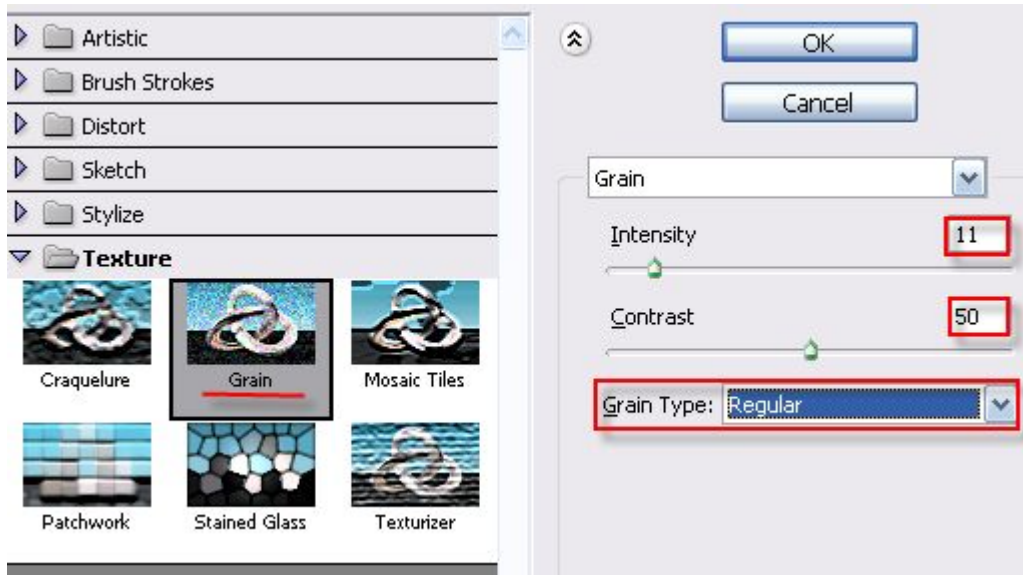 Artistic
Brush Strokes
Distort
Sketch
Stylize
Texture
Craquelure
Grain
Mosaic Tiles
Patchwork
Stained Glass
Texturizer
OK
Cancel
Grain
Intensity 11
Contrast 50
Grain Type: Regular